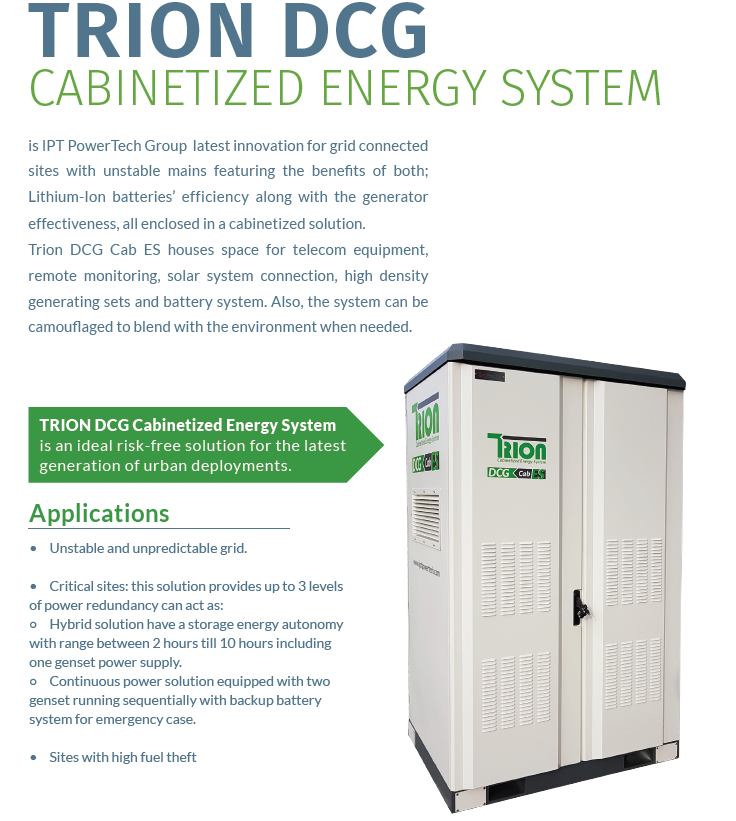 TRION DCG
CABINETIZED ENERGY SYSTEM
is IPT PowerTech Group latest innovation for grid connected
sites with unstable mains featuring the benefits of both;
Lithium-Ion batteries’ efficiency along with the generator
effectiveness, all enclosed in a cabinetized solution.
Trion DCG Cab ES houses space for telecom equipment,
remote monitoring, solar system connection, high density
generating sets and battery system. Also, the system can be
camouflaged to blend with the environment when needed.
TRION DCG Cabinetized Energy System
is an ideal risk-free solution for the latest
generation of urban deployments.
Applications
• Unstable and unpredictable grid.
• Critical sites: this solution provides up to 3 levels
of power redundancy can act as:
○ Hybrid solution have a storage energy autonomy
with range between 2 hours till 10 hours including
one genset power supply.
○ Continuous power solution equipped with two
genset running sequentially with backup battery
system for emergency case.
• Sites with high fuel theft
TRION
Cabinetized Energy System
DCG Cab ES
TRION
Cabinetized Energy System
DCG Cab ES